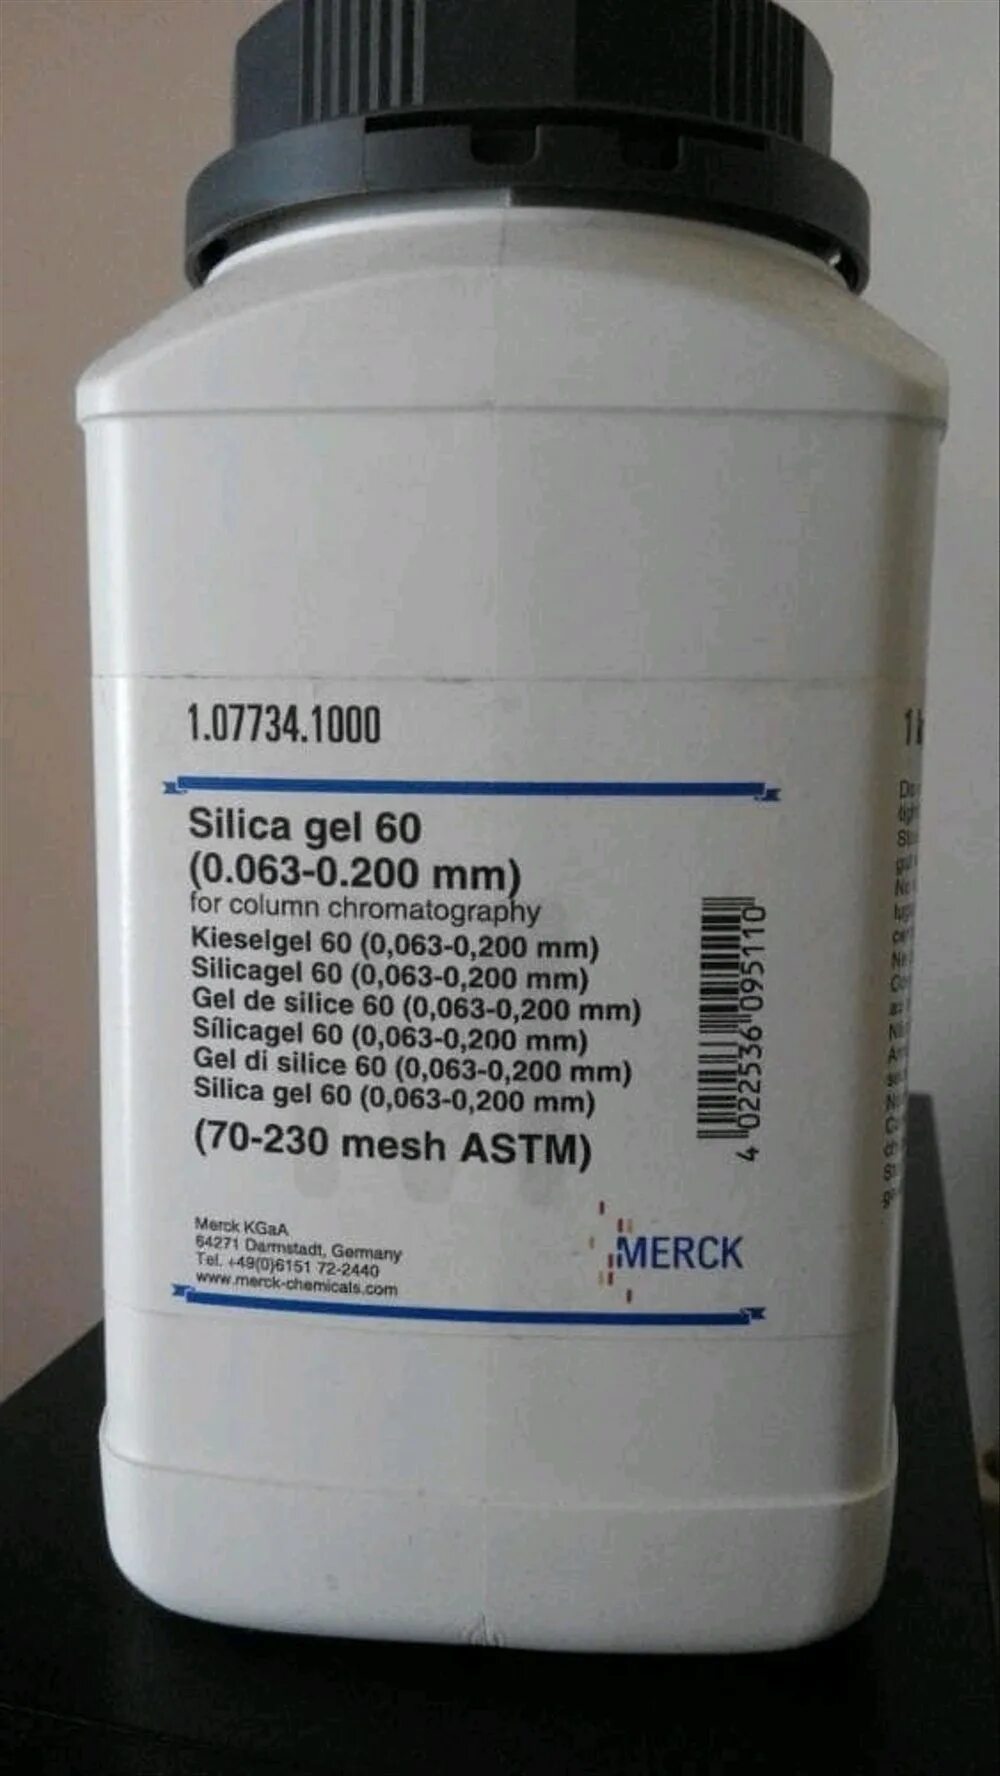 1.07734.1000
Silica gel 60
(0.063-0.200 mm)
for column chromatography
Kieselgel 60 (0,063-0,200 mm)
Silicagel 60 (0,063-0,200 mm)
Gel de silice 60 (0,063-0,200 mm)
Sílicagel 60 (0,063-0,200 mm)
Gel di silice 60 (0,063-0,200 mm)
Silica gel 60 (0,063-0,200 mm)
(70-230 mesh ASTM)
Merck KGaA
64271 Darmstadt, Germany
Tel. +49(0)6151 72-2440
www.merck-chemicals.com
MERCK
4 022536 095110
1